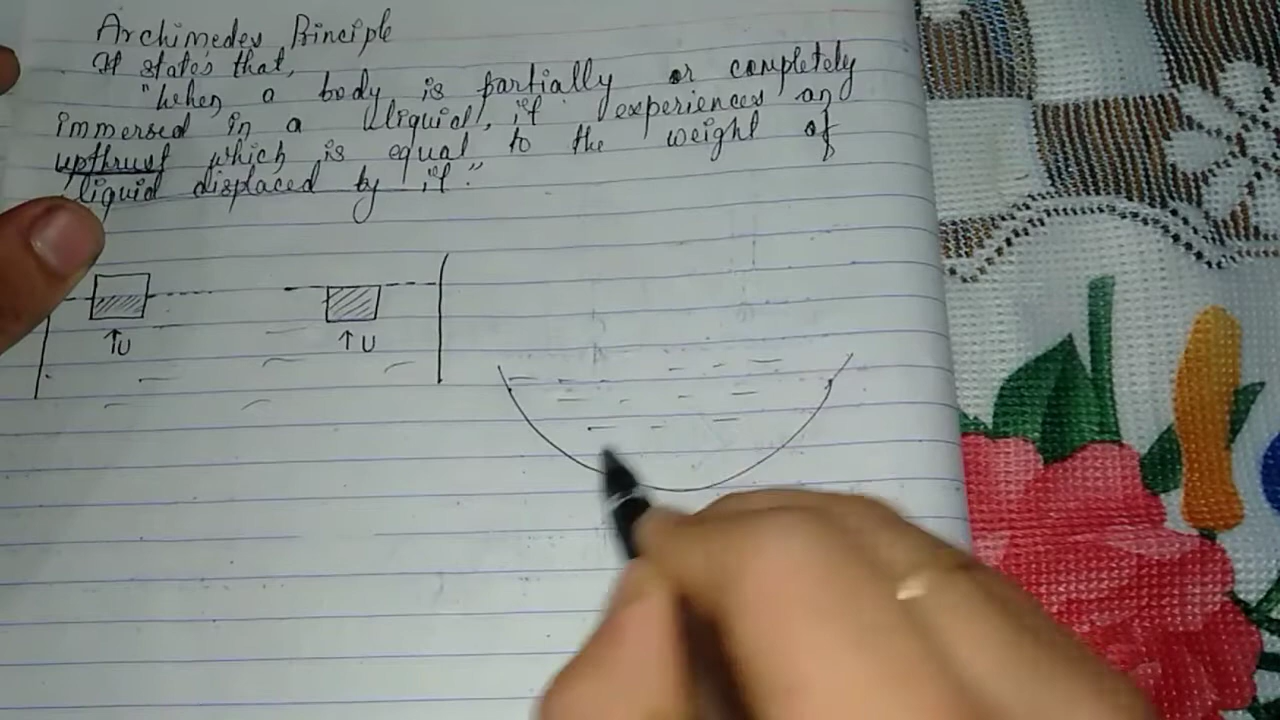 Archimedes Principle
It states that,
"When a body is partially or completely
immersed in a liquid, it experiences an
upthrust which is equal to the weight of
liquid displaced by it."
↑U ↑U